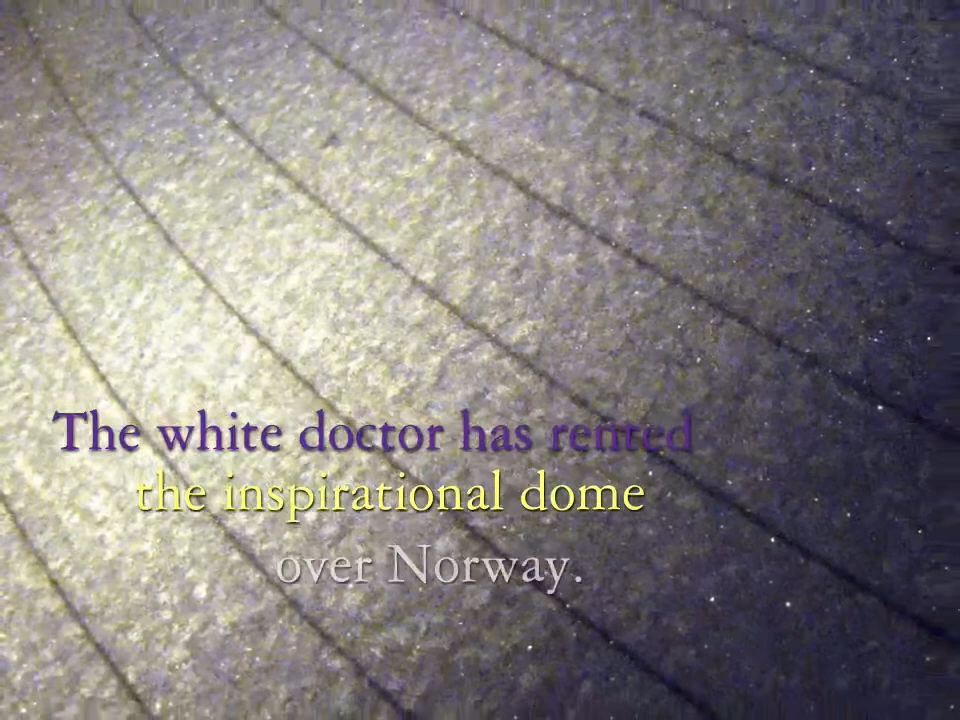 The white doctor has rented
the inspirational dome
over Norway.